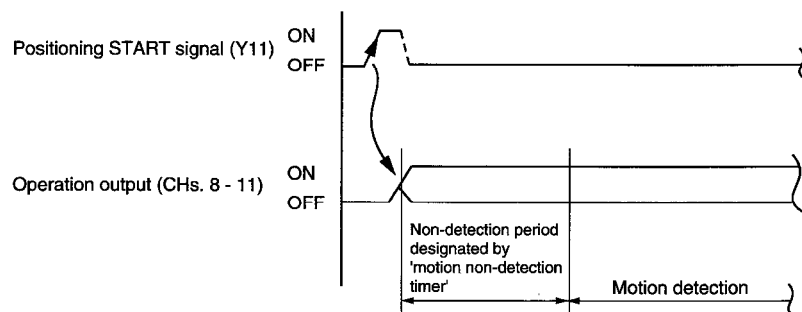 Positioning START signal (Y11)
ON
OFF
Operation output (CHs. 8 - 11)
ON
OFF
Non-detection period
designated by
'motion non-detection
timer'
Motion detection